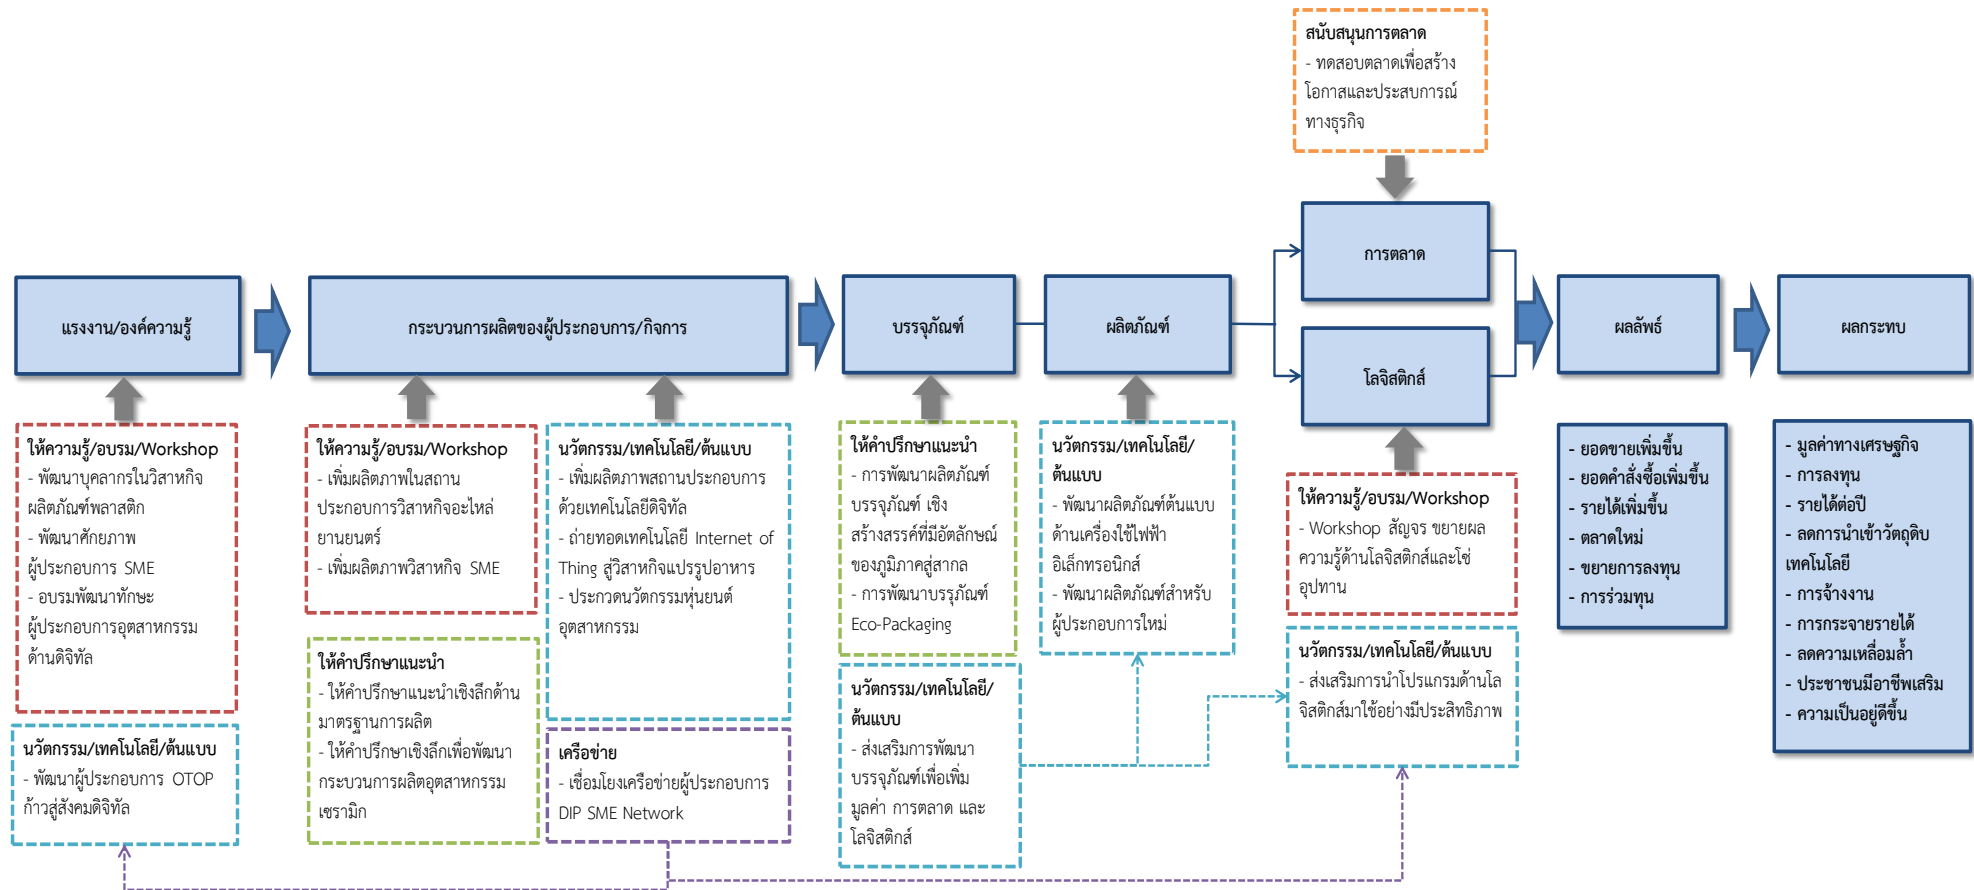 สนับสนุนการตลาด
- ทดสอบตลาดเพื่อสร้าง
โอกาสและประสบการณ์
ทางธุรกิจ
แรงงาน/องค์ความรู้
กระบวนการผลิตของผู้ประกอบการ/กิจการ
บรรจุภัณฑ์
ผลิตภัณฑ์
การตลาด
โลจิสติกส์
ผลลัพธ์
ผลกระทบ
ให้ความรู้/อบรม/Workshop
- พัฒนาบุคลากรในวิสาหกิจ
ผลิตภัณฑ์พลาสติก
- พัฒนาศักยภาพ
ผู้ประกอบการ SME
- อบรมพัฒนาทักษะ
ผู้ประกอบการอุตสาหกรรม
ด้านดิจิทัล
นวัตกรรม/เทคโนโลยี/ต้นแบบ
- พัฒนาผู้ประกอบการ OTOP
ก้าวสู่สังคมดิจิทัล
ให้ความรู้/อบรม/Workshop
- เพิ่มผลิตภาพในสถาน
ประกอบการวิสาหกิจอะไหล่
ยานยนตร์
- เพิ่มผลิตภาพวิสาหกิจ SME
ให้คำปรึกษาแนะนำ
- ให้คำปรึกษาแนะนำเชิงลึกด้าน
มาตรฐานการผลิต
- ให้คำปรึกษาเชิงลึกเพื่อพัฒนา
กระบวนการผลิตอุตสาหกรรม
เซรามิก
นวัตกรรม/เทคโนโลยี/ต้นแบบ
- เพิ่มผลิตภาพสถานประกอบการ
ด้วยเทคโนโลยีดิจิทัล
- ถ่ายทอดเทคโนโลยี Internet of
Thing สู่วิสาหกิจแปรรูปอาหาร
- ประกวดนวัตกรรมหุ่นยนต์
อุตสาหกรรม
เครือข่าย
- เชื่อมโยงเครือข่ายผู้ประกอบการ
DIP SME Network
ให้คำปรึกษาแนะนำ
- การพัฒนาผลิตภัณฑ์
บรรจุภัณฑ์ เชิง
สร้างสรรค์ที่มีอัตลักษณ์
ของภูมิภาคสู่สากล
- การพัฒนาบรรุภัณฑ์
Eco-Packaging
นวัตกรรม/เทคโนโลยี/
ต้นแบบ
- ส่งเสริมการพัฒนา
บรรจุภัณฑ์เพื่อเพิ่ม
มูลค่า การตลาด และ
โลจิสติกส์
นวัตกรรม/เทคโนโลยี/
ต้นแบบ
- พัฒนาผลิตภัณฑ์ต้นแบบ
ด้านเครื่องใช้ไฟฟ้า
อิเล็กทรอนิกส์
- พัฒนาผลิตภัณฑ์สำหรับ
ผู้ประกอบการใหม่
ให้ความรู้/อบรม/Workshop
- Workshop สัญจร ขยายผล
ความรู้ด้านโลจิสติกส์และโซ่
อุปทาน
นวัตกรรม/เทคโนโลยี/ต้นแบบ
- ส่งเสริมการนำโปรแกรมด้านโล
จิสติกส์มาใช้อย่างมีประสิทธิภาพ
- ยอดขายเพิ่มขึ้น
- ยอดคำสั่งซื้อเพิ่มขึ้น
- รายได้เพิ่มขึ้น
- ตลาดใหม่
- ขยายการลงทุน
- การร่วมทุน
- มูลค่าทางเศรษฐกิจ
- การลงทุน
- รายได้ต่อปี
- ลดการนำเข้าวัตถุดิบ
เทคโนโลยี
- การจ้างงาน
- การกระจายรายได้
- ลดความเหลื่อมล้ำ
- ประชาชนมีอาชีพเสริม
- ความเป็นอยู่ดีขึ้น